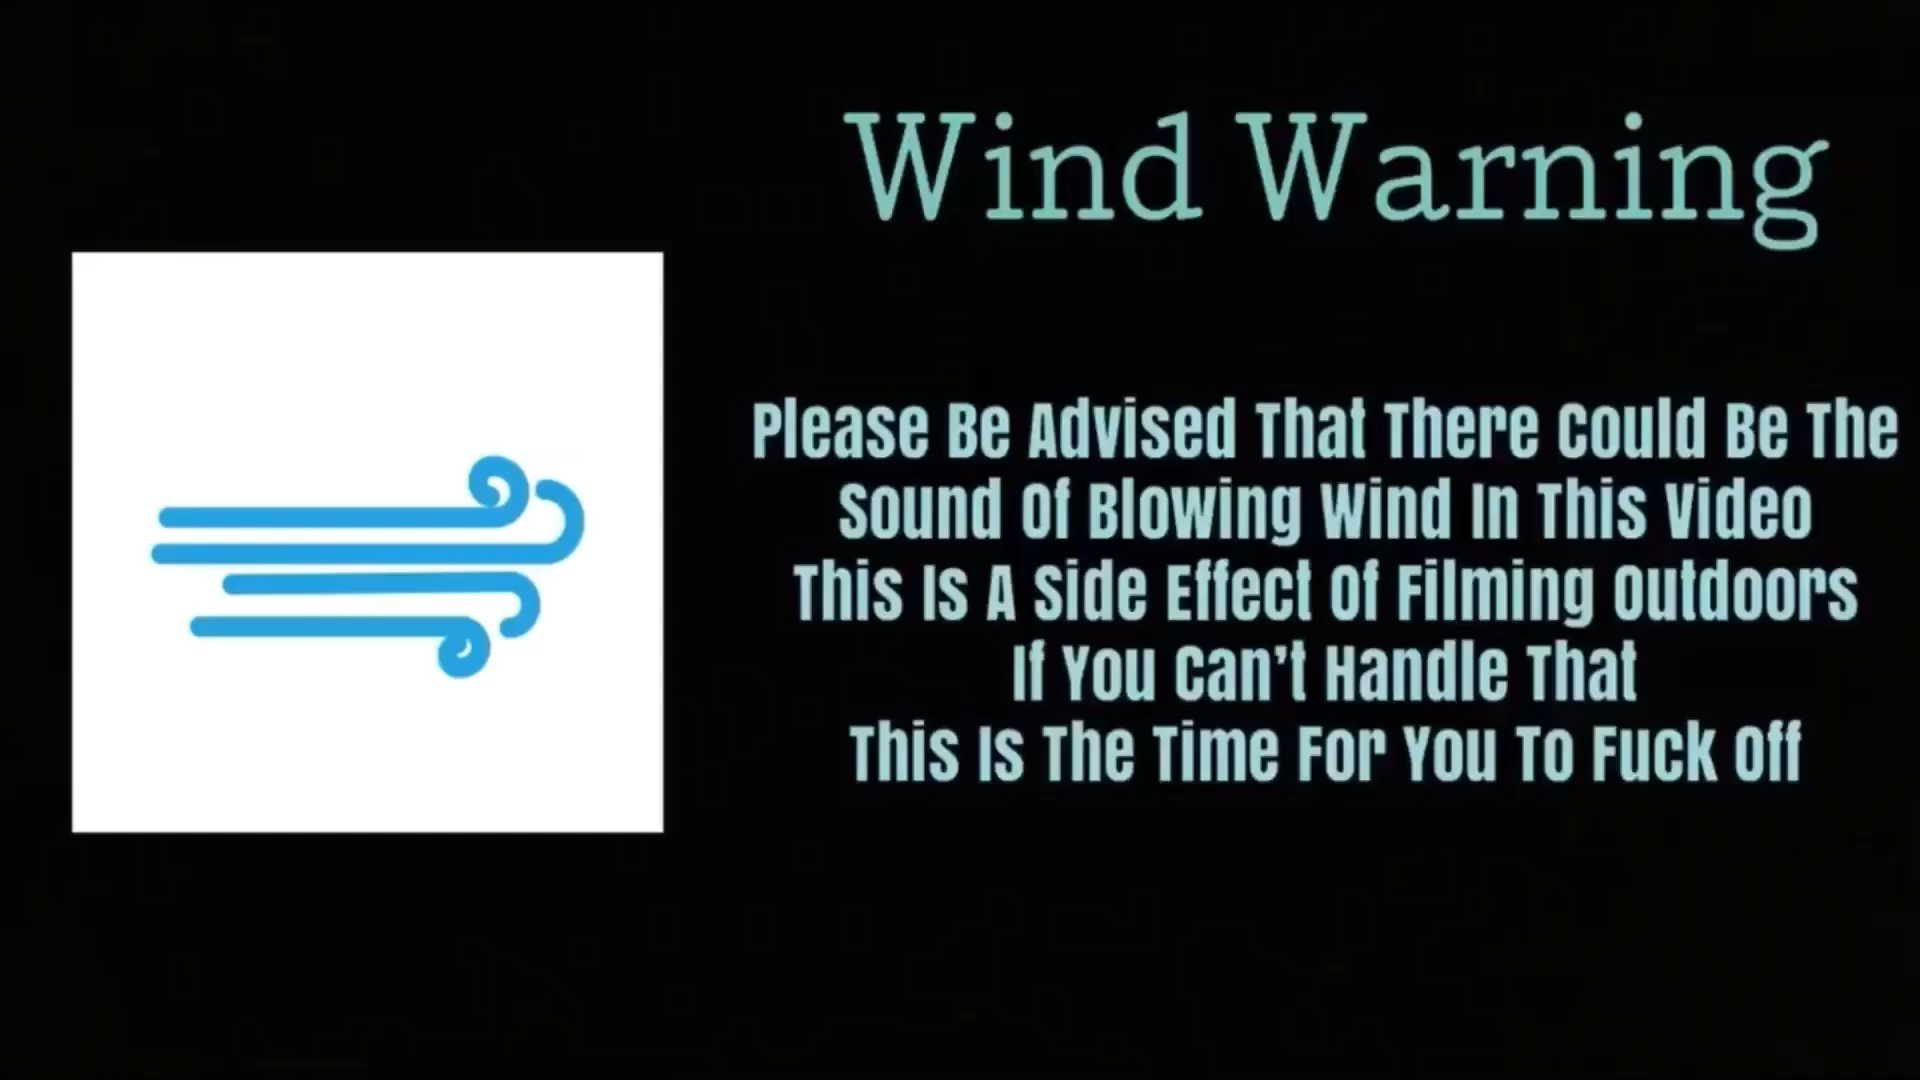 Wind Warning
Please Be Advised That There Could Be The
Sound Of Blowing Wind In This Video
This Is A Side Effect Of Filming Outdoors
If You Can't Handle That
This Is The Time For You To Fuck Off